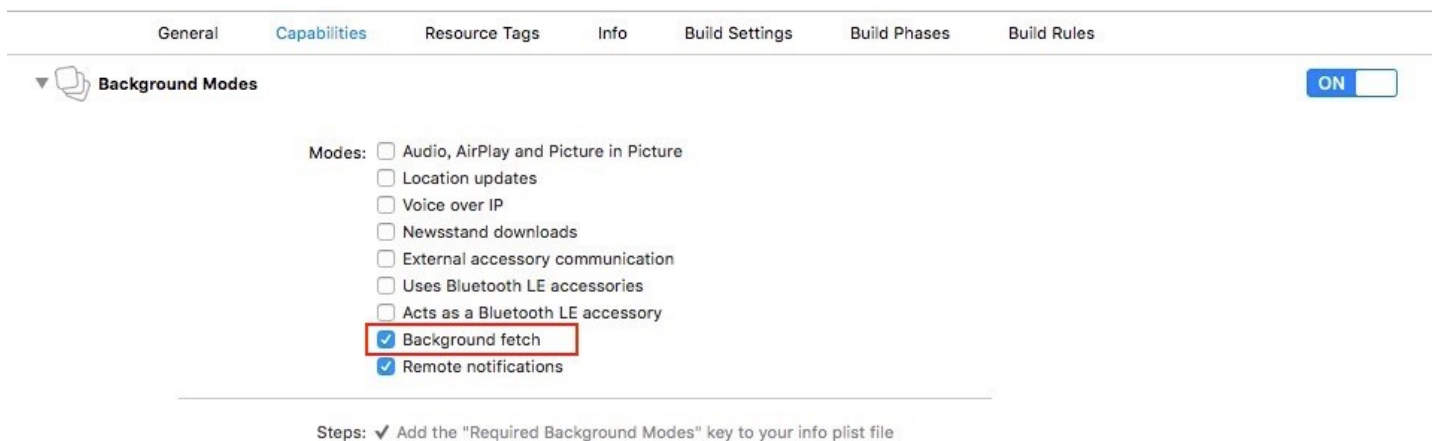 General Capabilities Resource Tags Info Build Settings Build Phases Build Rules
Background Modes ON
Modes: Audio, AirPlay and Picture in Picture
Location updates
Voice over IP
Newsstand downloads
External accessory communication
Uses Bluetooth LE accessories
Acts as a Bluetooth LE accessory
Background fetch
Remote notifications
Steps: ✓ Add the "Required Background Modes" key to your info plist file